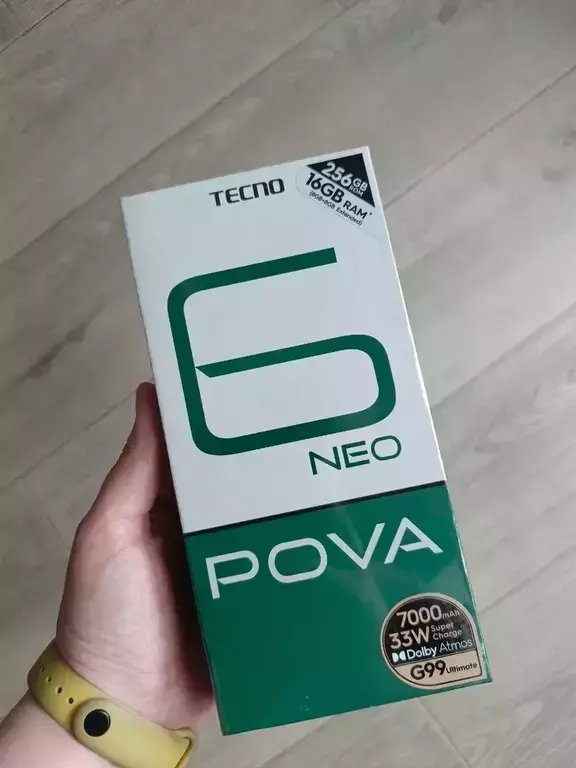 TECNO
256GB
ROM
16GB RAM*
(8GB+8GB Extended)
6
NEO
POVA
7000mAh
33W Super
Charge
Dolby Atmos
G99 Ultimate